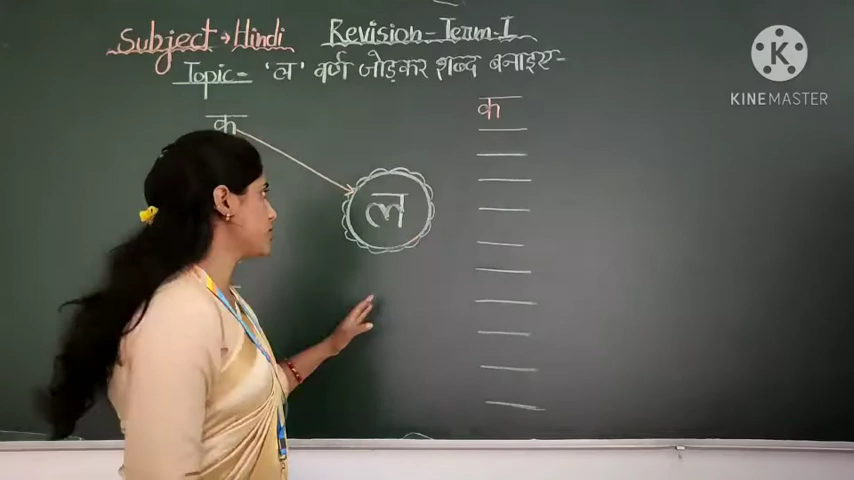 Subject→Hindi
Revision-Term-I
Topic- 'ल' वर्ण जोड़कर शब्द बनाइए-
क
ल
क
K
KINEMASTER